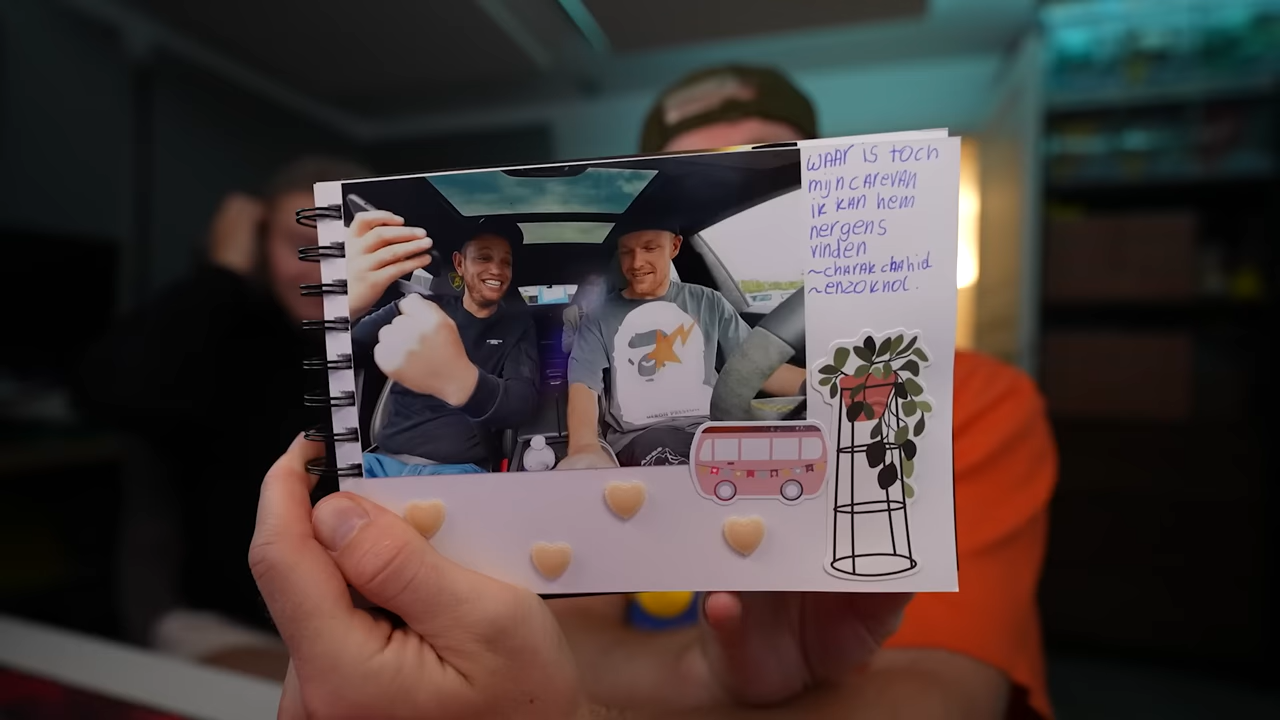 WAAr IS toch
mijn CArevAn
ik kAn hem
nergens
vinden
~chArAk chAhid
~enzo knol.